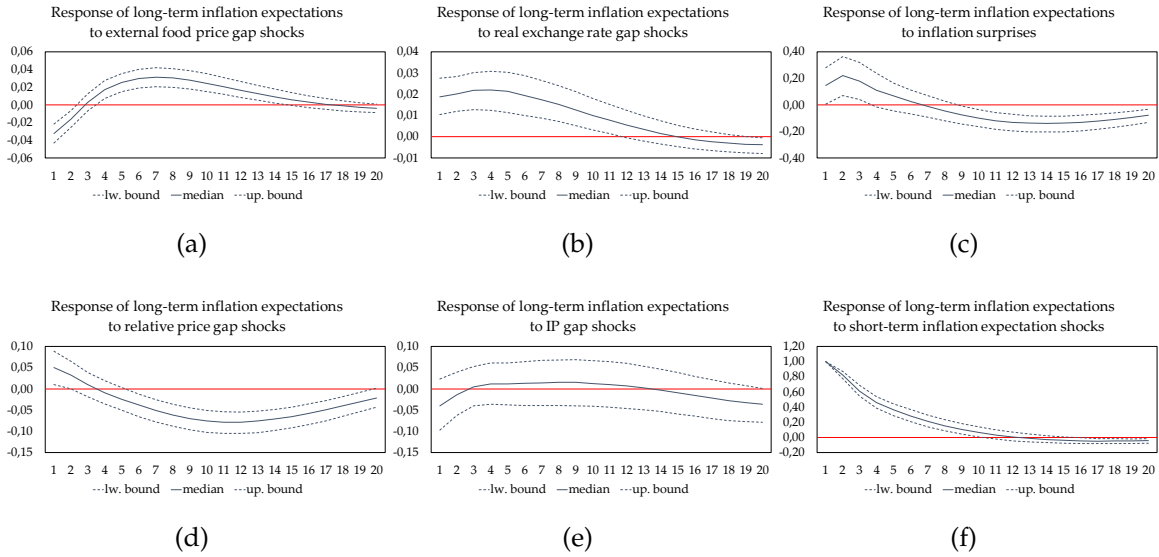 Response of long-term inflation expectations
to external food price gap shocks
0,06
0,04
0,02
0,00
-0,02
-0,04
-0,06
1 2 3 4 5 6 7 8 9 10 11 12 13 14 15 16 17 18 19 20
lw. bound median up. bound
(a)
Response of long-term inflation expectations
to real exchange rate gap shocks
0,04
0,03
0,02
0,01
0,00
-0,01
1 2 3 4 5 6 7 8 9 10 11 12 13 14 15 16 17 18 19 20
lw. bound median up. bound
(b)
Response of long-term inflation expectations
to inflation surprises
0,40
0,20
0,00
-0,20
-0,40
1 2 3 4 5 6 7 8 9 10 11 12 13 14 15 16 17 18 19 20
lw. bound median up. bound
(c)
Response of long-term inflation expectations
to relative price gap shocks
0,10
0,05
0,00
-0,05
-0,10
-0,15
1 2 3 4 5 6 7 8 9 10 11 12 13 14 15 16 17 18 19 20
lw. bound median up. bound
(d)
Response of long-term inflation expectations
to IP gap shocks
0,10
0,05
0,00
-0,05
-0,10
-0,15
1 2 3 4 5 6 7 8 9 10 11 12 13 14 15 16 17 18 19 20
lw. bound median up. bound
(e)
Response of long-term inflation expectations
to short-term inflation expectation shocks
1,20
1,00
0,80
0,60
0,40
0,20
0,00
-0,20
1 2 3 4 5 6 7 8 9 10 11 12 13 14 15 16 17 18 19 20
lw. bound median up. bound
(f)